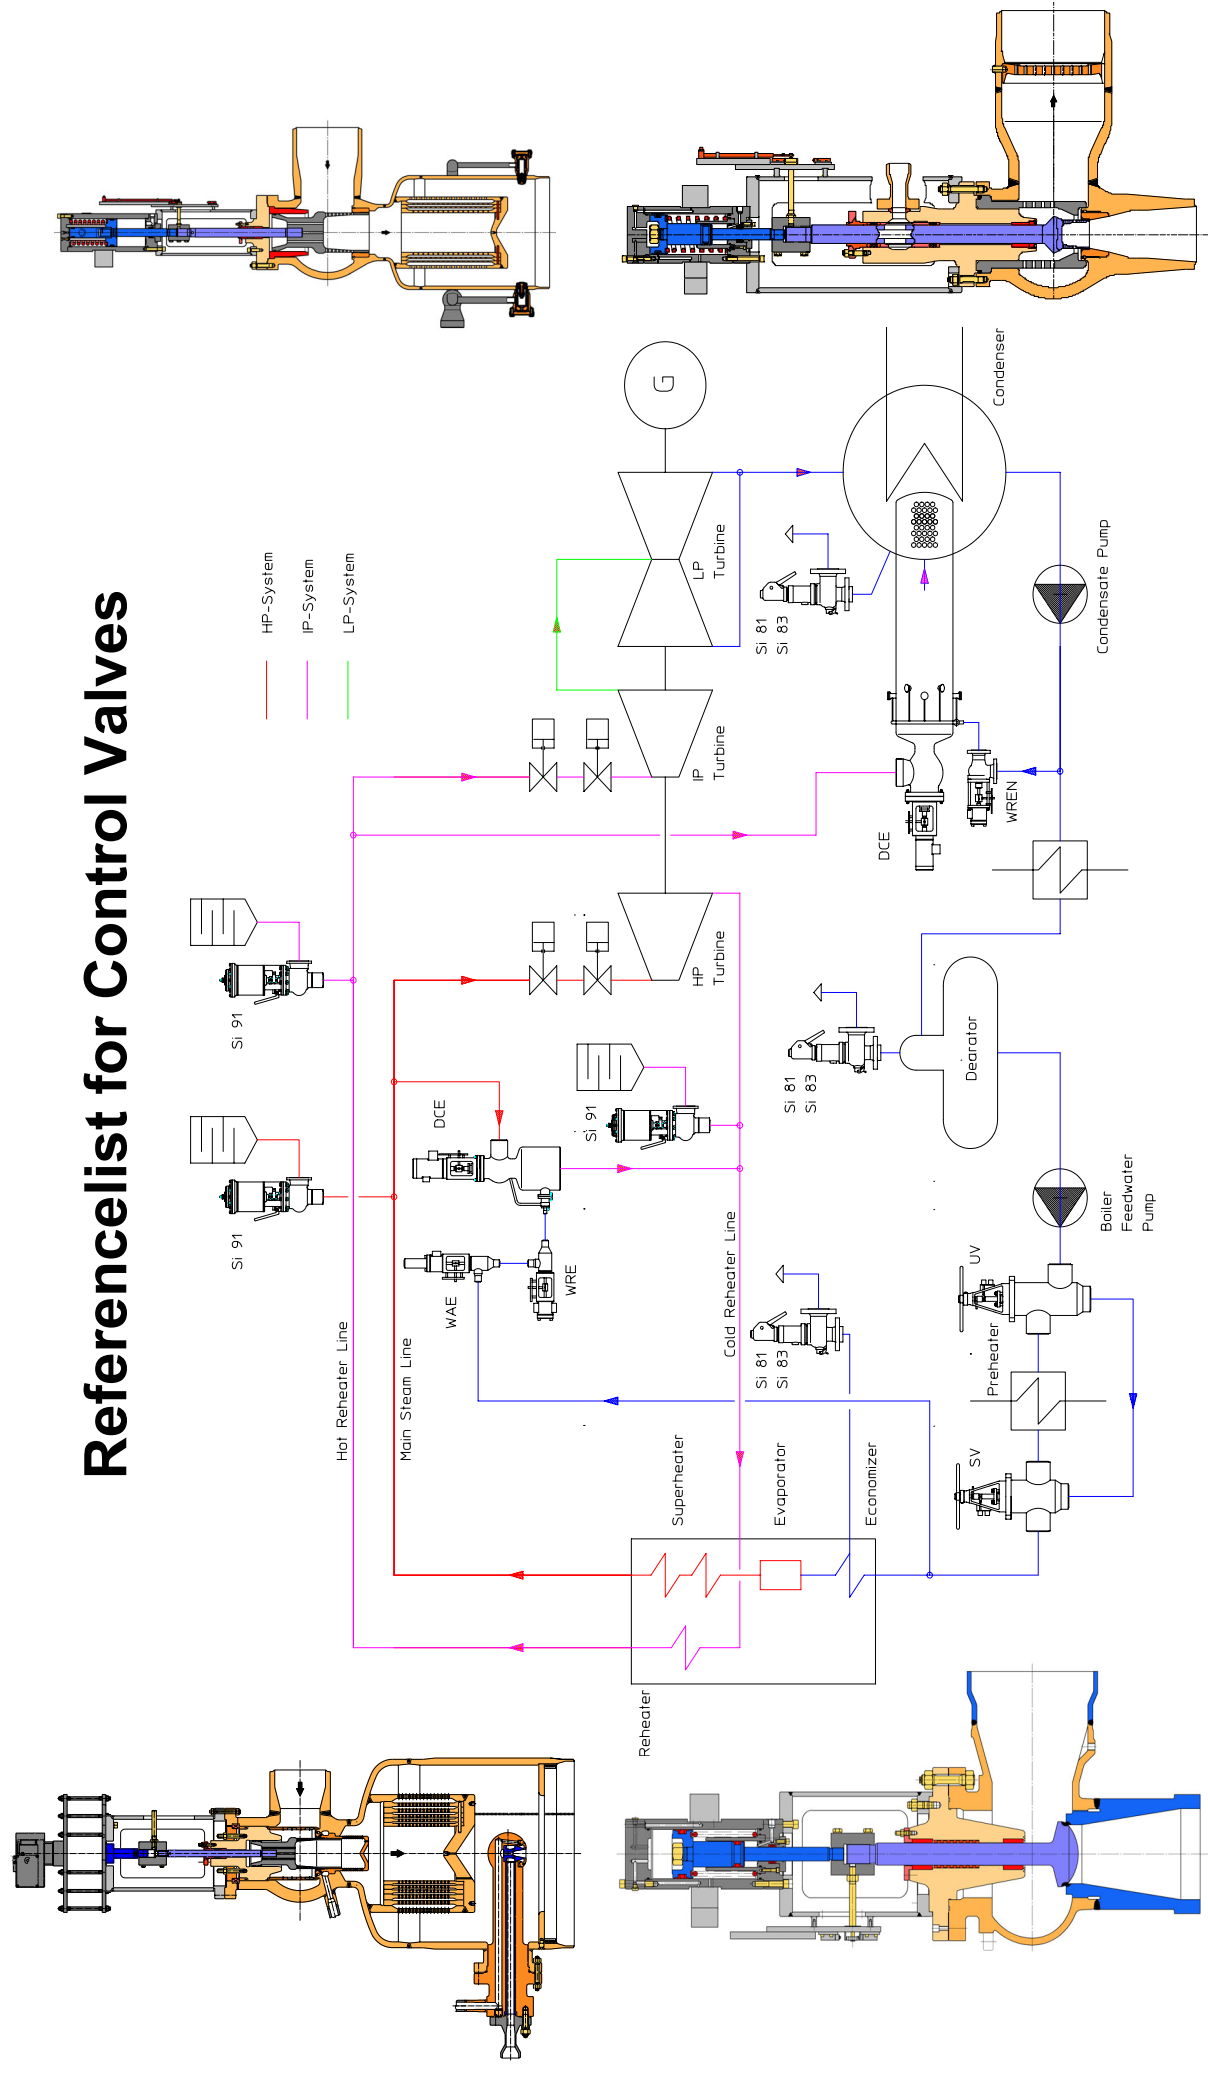 Referencelist for Control Valves
HP-System
IP-System
LP-System
Si 91
Si 91
Hot Reheater Line
Main Steam Line
DCE
WAE
WRE
Si 91
Cold Reheater Line
HP
Turbine
IP
Turbine
LP
Turbine
G
Si 81
Si 83
Condenser
DCE
WREN
Condensate Pump
Si 81
Si 83
Dearator
Si 81
Si 83
Boiler
Feedwater
Pump
UV
Preheater
SV
Superheater
Evaporator
Economizer
Reheater